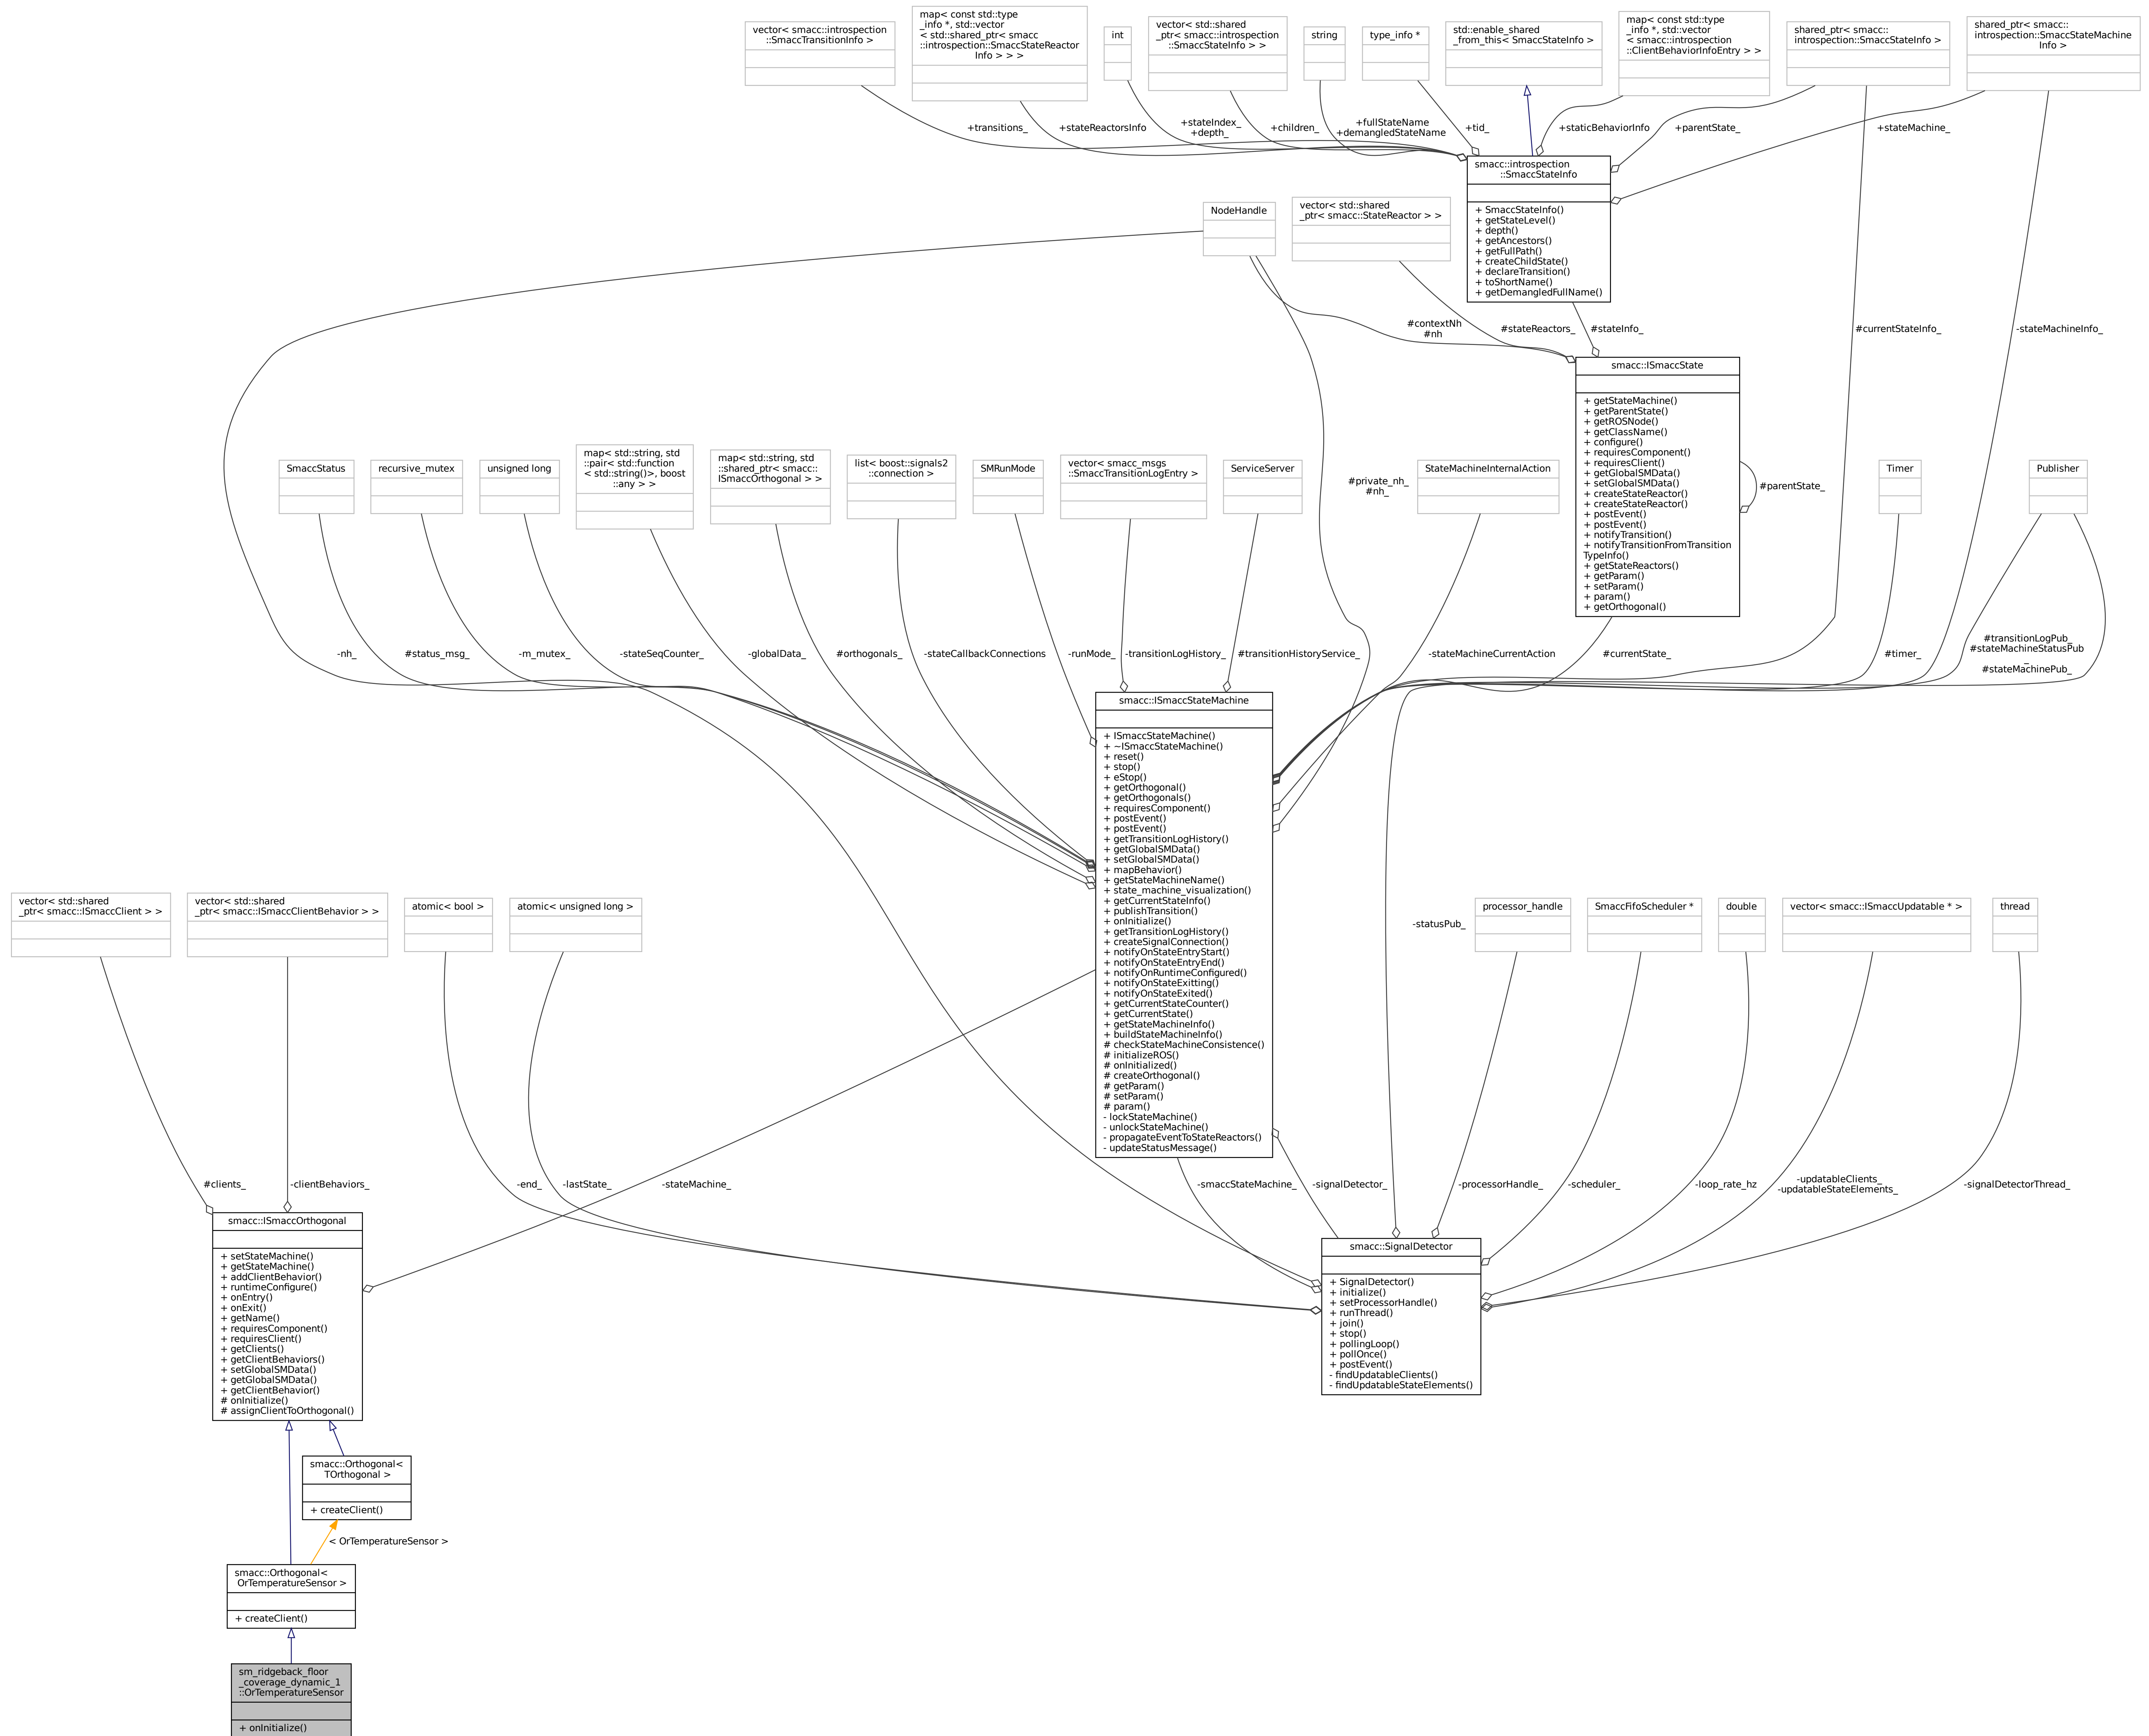 vector< smacc::introspection
::SmaccTransitionInfo >
map< const std::type
_info *, std::vector
< std::shared_ptr< smacc
::introspection::SmaccStateReactor
Info > > >
int
vector< std::shared
_ptr< smacc::introspection
::SmaccStateInfo > >
string
type_info *
std::enable_shared
_from_this< SmaccStateInfo >
map< const std::type
_info *, std::vector
< smacc::introspection
::ClientBehaviorInfoEntry > >
shared_ptr< smacc::
introspection::SmaccStateInfo >
shared_ptr< smacc::
introspection::SmaccStateMachine
Info >
+transitions_
+stateReactorsInfo
+stateIndex_
+depth_
+children_
+fullStateName
+demangledStateName
+tid_
+staticBehaviorInfo
+parentState_
+stateMachine_
smacc::introspection
::SmaccStateInfo
+ SmaccStateInfo()
+ getStateLevel()
+ depth()
+ getAncestors()
+ getFullPath()
+ createChildState()
+ declareTransition()
+ toShortName()
+ getDemangledFullName()
NodeHandle
vector< std::shared
_ptr< smacc::StateReactor > >
#contextNh
#nh
#stateReactors_
#stateInfo_
#currentStateInfo_
-stateMachineInfo_
smacc::ISmaccState
+ getStateMachine()
+ getParentState()
+ getROSNode()
+ getClassName()
+ configure()
+ requiresComponent()
+ requiresClient()
+ getGlobalSMData()
+ setGlobalSMData()
+ createStateReactor()
+ createStateReactor()
+ postEvent()
+ postEvent()
+ notifyTransition()
+ notifyTransitionFromTransition
TypeInfo()
+ getStateReactors()
+ getParam()
+ setParam()
+ param()
+ getOrthogonal()
#parentState_
SmaccStatus
recursive_mutex
unsigned long
map< std::string, std
::pair< std::function
< std::string()>, boost
::any > >
map< std::string, std
::shared_ptr< smacc::
ISmaccOrthogonal > >
list< boost::signals2
::connection >
SMRunMode
vector< smacc_msgs
::SmaccTransitionLogEntry >
ServiceServer
#private_nh_
#nh_
StateMachineInternalAction
Timer
Publisher
-nh_
#status_msg_
-m_mutex_
-stateSeqCounter_
-globalData_
#orthogonals_
-stateCallbackConnections
-runMode_
-transitionLogHistory_
#transitionHistoryService_
-stateMachineCurrentAction
#currentState_
#timer_
#transitionLogPub_
#stateMachineStatusPub
_
#stateMachinePub_
smacc::ISmaccStateMachine
+ ISmaccStateMachine()
+ ~ISmaccStateMachine()
+ reset()
+ stop()
+ eStop()
+ getOrthogonal()
+ getOrthogonals()
+ requiresComponent()
+ postEvent()
+ postEvent()
+ getTransitionLogHistory()
+ getGlobalSMData()
+ setGlobalSMData()
+ mapBehavior()
+ getStateMachineName()
+ state_machine_visualization()
+ getCurrentStateInfo()
+ publishTransition()
+ onInitialize()
+ getTransitionLogHistory()
+ createSignalConnection()
+ notifyOnStateEntryStart()
+ notifyOnStateEntryEnd()
+ notifyOnRuntimeConfigured()
+ notifyOnStateExitting()
+ notifyOnStateExited()
+ getCurrentStateCounter()
+ getCurrentState()
+ getStateMachineInfo()
+ buildStateMachineInfo()
# checkStateMachineConsistence()
# initializeROS()
# onInitialized()
# createOrthogonal()
# getParam()
# setParam()
# param()
- lockStateMachine()
- unlockStateMachine()
- propagateEventToStateReactors()
- updateStatusMessage()
vector< std::shared
_ptr< smacc::ISmaccClient > >
vector< std::shared
_ptr< smacc::ISmaccClientBehavior > >
atomic< bool >
atomic< unsigned long >
-statusPub_
processor_handle
SmaccFifoScheduler *
double
vector< smacc::ISmaccUpdatable * >
thread
#clients_
-clientBehaviors_
-end_
-lastState_
-stateMachine_
-smaccStateMachine_
-signalDetector_
-processorHandle_
-scheduler_
-loop_rate_hz
-updatableClients_
-updatableStateElements_
-signalDetectorThread_
smacc::ISmaccOrthogonal
+ setStateMachine()
+ getStateMachine()
+ addClientBehavior()
+ runtimeConfigure()
+ onEntry()
+ onExit()
+ getName()
+ requiresComponent()
+ requiresClient()
+ getClients()
+ getClientBehaviors()
+ setGlobalSMData()
+ getGlobalSMData()
+ getClientBehavior()
# onInitialize()
# assignClientToOrthogonal()
smacc::SignalDetector
+ SignalDetector()
+ initialize()
+ setProcessorHandle()
+ runThread()
+ join()
+ stop()
+ pollingLoop()
+ pollOnce()
+ postEvent()
- findUpdatableClients()
- findUpdatableStateElements()
smacc::Orthogonal<
TOrthogonal >
+ createClient()
< OrTemperatureSensor >
smacc::Orthogonal<
OrTemperatureSensor >
+ createClient()
sm_ridgeback_floor
_coverage_dynamic_1
::OrTemperatureSensor
+ onInitialize()